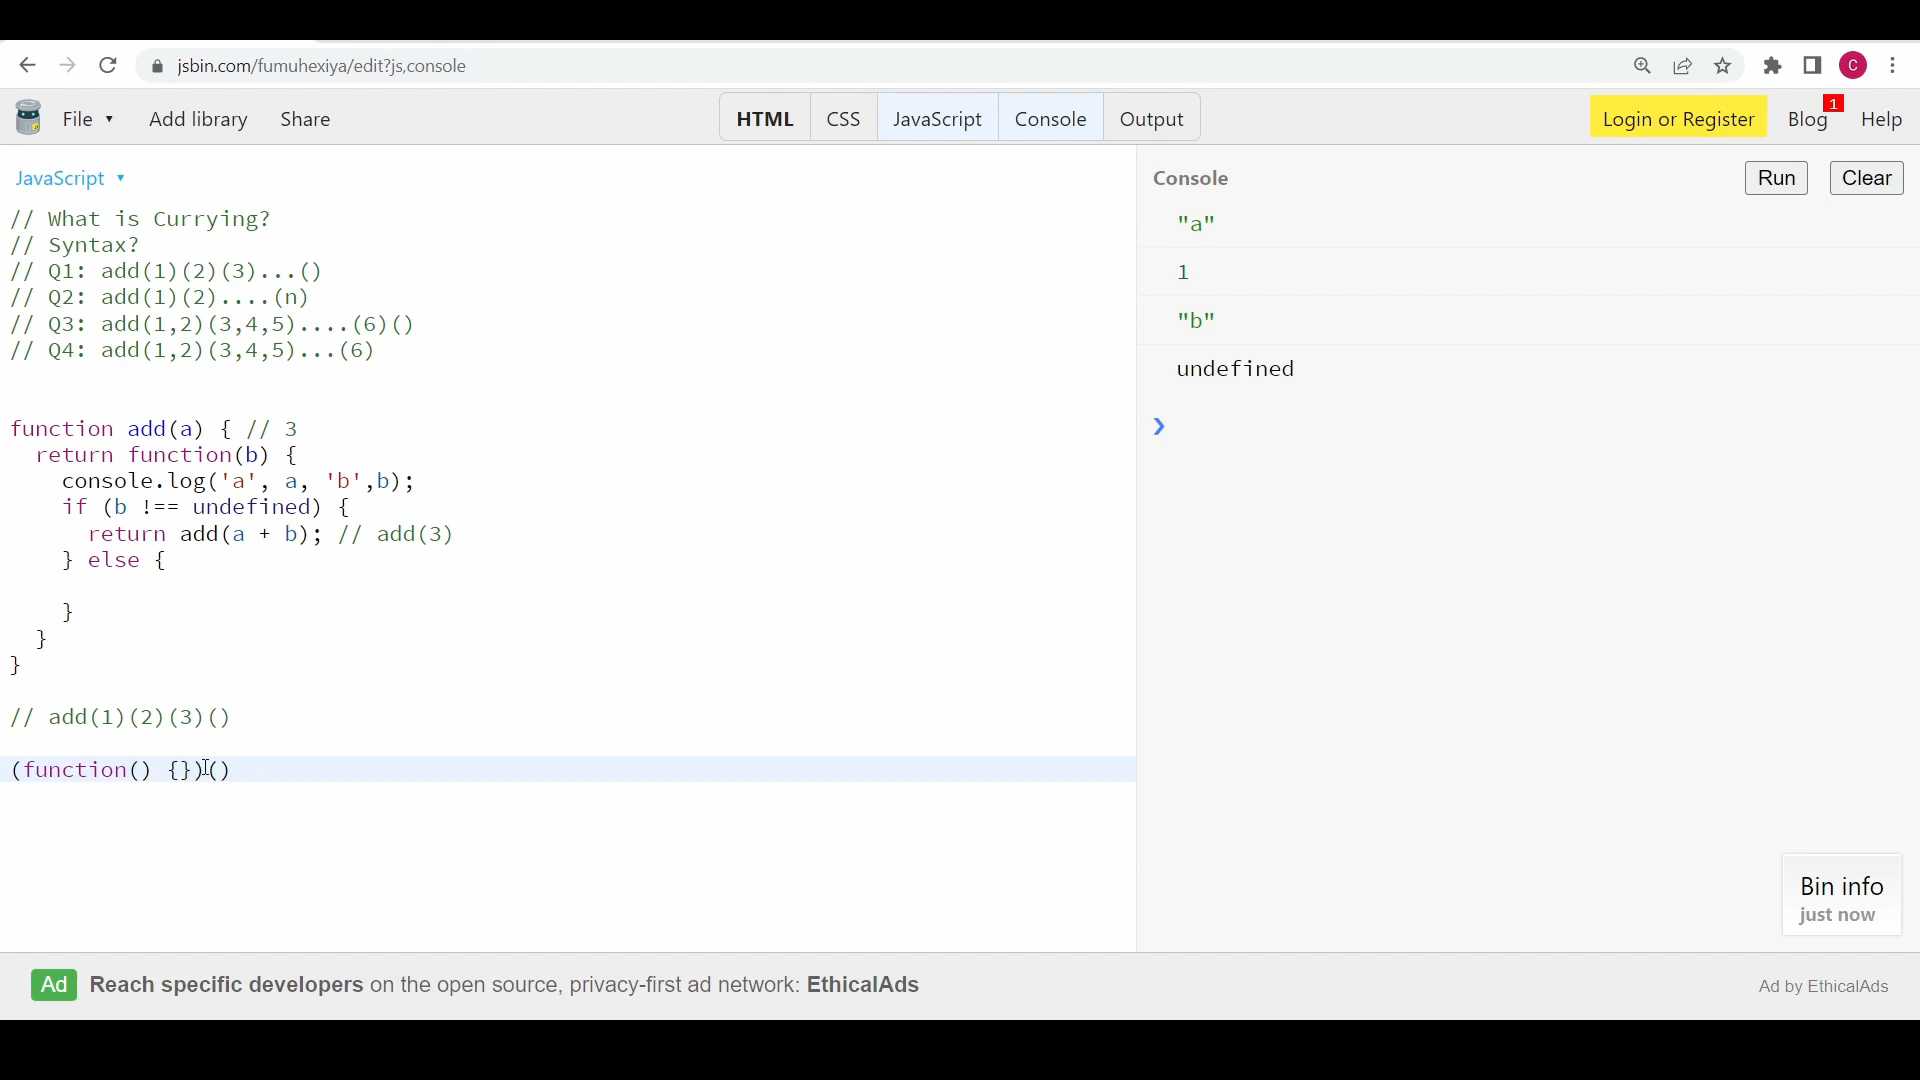 jsbin.com/fumuhexiya/edit?js,console
C
File ▾ Add library Share
HTML CSS JavaScript Console Output
Login or Register Blog 1 Help
JavaScript ▾
// What is Currying?
// Syntax?
// Q1: add(1)(2)(3)...()
// Q2: add(1)(2)....(n)
// Q3: add(1,2)(3,4,5)....(6)()
// Q4: add(1,2)(3,4,5)...(6)
function add(a) { // 3
return function(b) {
console.log('a', a, 'b',b);
if (b !== undefined) {
return add(a + b); // add(3)
} else {
}
}
}
// add(1)(2)(3)()
(function() {})()
Console Run Clear
"a"
1
"b"
undefined
❯
Bin info
just now
Ad Reach specific developers on the open source, privacy-first ad network: EthicalAds
Ad by EthicalAds